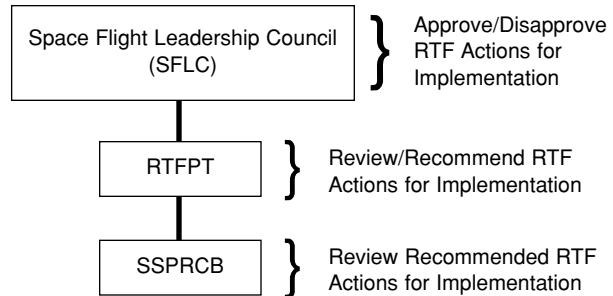 Space Flight Leadership Council
(SFLC)
Approve/Disapprove
RTF Actions for
Implementation
RTFPT
Review/Recommend RTF
Actions for Implementation
SSPRCB
Review Recommended RTF
Actions for Implementation